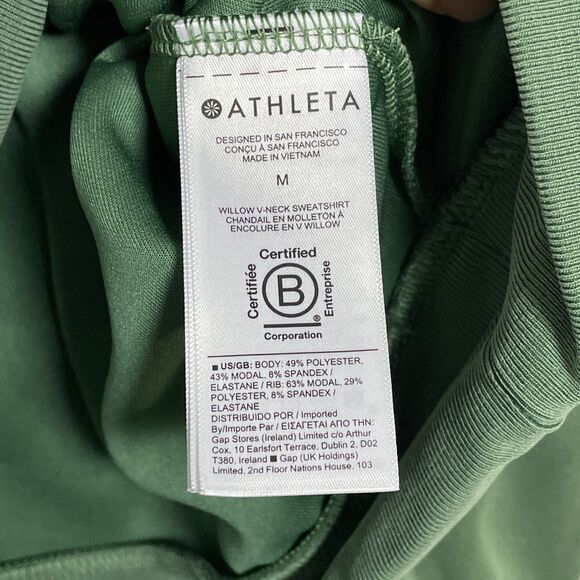 ATHLETA
DESIGNED IN SAN FRANCISCO
CONÇU À SAN FRANCISCO
MADE IN VIETNAM
M
WILLOW V-NECK SWEATSHIRT
CHANDAIL EN MOLLETON À
ENCOLURE EN V WILLOW
Certified
Certifiée
B
Entreprise
®
Corporation
■ US/GB: BODY: 49% POLYESTER,
43% MODAL, 8% SPANDEX /
ELASTANE / RIB: 63% MODAL, 29%
POLYESTER, 8% SPANDEX /
ELASTANE
DISTRIBUIDO POR / Imported
By/Importe Par / ΕΙΣΑΓΕΤΑΙ ΑΠΟ ΤΗΝ:
Gap Stores (Ireland) Limited c/o Arthur
Cox, 10 Earlsfort Terrace, Dublin 2, D02
T380, Ireland ■ Gap (UK Holdings)
Limited, 2nd Floor Nations House, 103